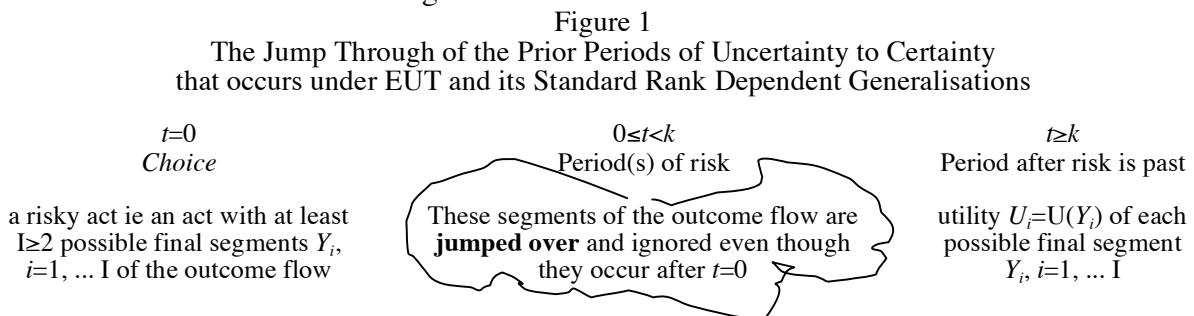 Figure 1
The Jump Through of the Prior Periods of Uncertainty to Certainty
that occurs under EUT and its Standard Rank Dependent Generalisations
t=0
Choice
a risky act ie an act with at least
I≥2 possible final segments Yᵢ,
i=1, ... I of the outcome flow
0≤t<k
Period(s) of risk
These segments of the outcome flow are
jumped over and ignored even though
they occur after t=0
t≥k
Period after risk is past
utility Uᵢ=U(Yᵢ) of each
possible final segment
Yᵢ, i=1, ... I